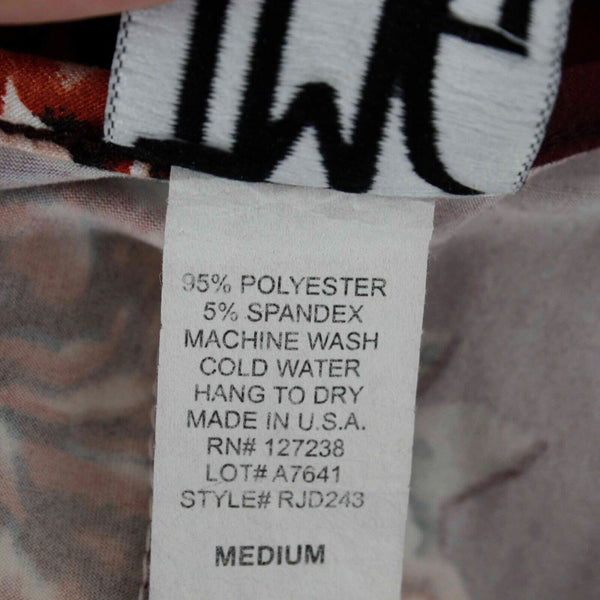 95% POLYESTER
5% SPANDEX
MACHINE WASH
COLD WATER
HANG TO DRY
MADE IN U.S.A.
RN# 127238
LOT# A7641
STYLE# RJD243
MEDIUM